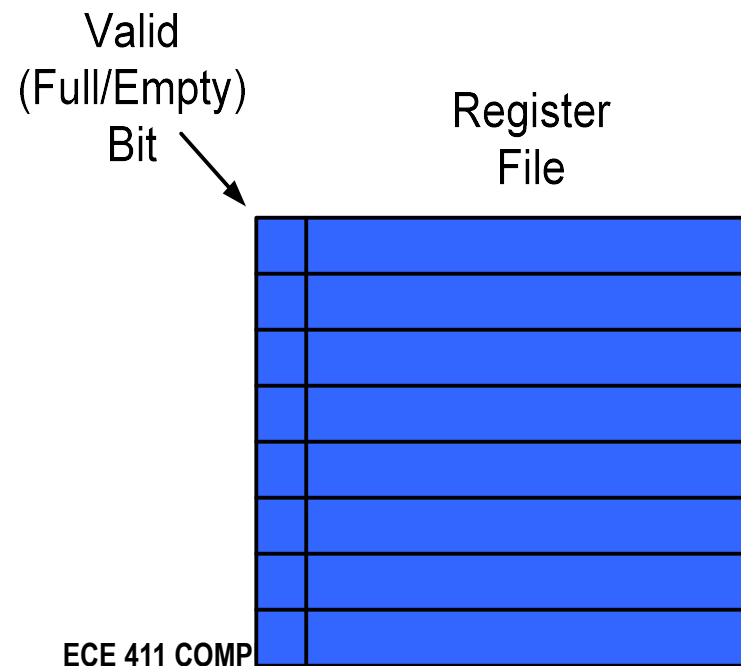 Valid
(Full/Empty)
Bit
Register
File
ECE 411 COMP